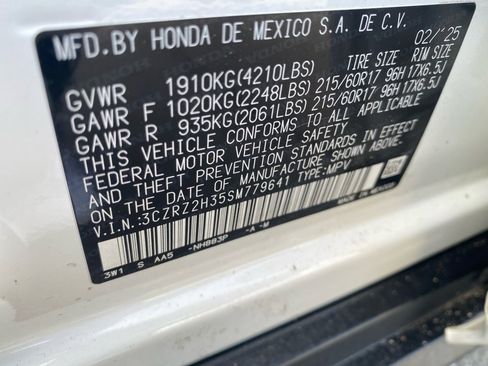 MFD.BY HONDA DE MEXICO S.A. DE C.V. 02/'25
TIRE SIZE RIM SIZE
GVWR 1910KG(4210LBS)
GAWR F 1020KG(2248LBS) 215/60R17 96H 17X6.5J
GAWR R 935KG(2061LBS) 215/60R17 96H 17X6.5J
THIS VEHICLE CONFORMS TO ALL APPLICABLE
FEDERAL MOTOR VEHICLE SAFETY
AND THEFT PREVENTION STANDARDS IN EFFECT
ON THE DATE OF MANUFACTURE SHOWN ABOVE.
V.I.N.:3CZRZ2H35SM779641 TYPE:MPV
MADE IN MEXICO
3W1 S AA5 -NH883P -A -M